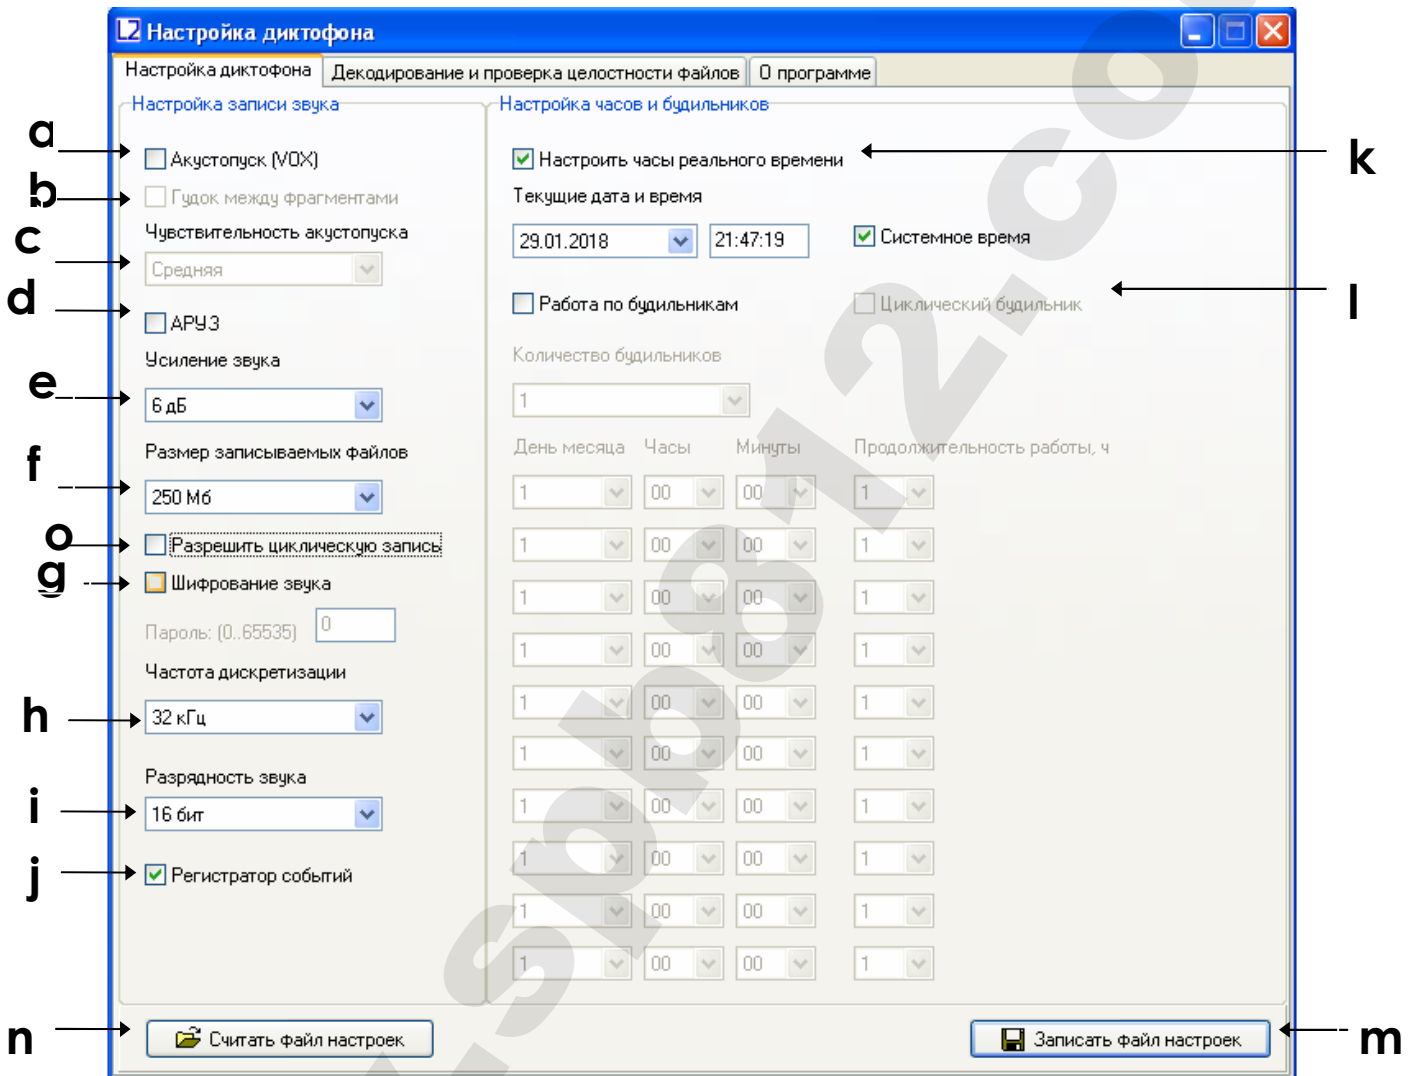 Настройка диктофона
Настройка диктофона Декодирование и проверка целостности файлов О программе
Настройка записи звука
Настройка часов и будильников
a
Акустопуск (VOX)
Настроить часы реального времени
k
b
Гудок между фрагментами
Текущие дата и время
c
Чувствительность акустопуска
29.01.2018 21:47:19 Системное время
Средняя
d
АРУЗ
Работа по будильникам Циклический будильник
l
Усиление звука
Количество будильников
e
6 дБ
1
f
Размер записываемых файлов
День месяца Часы Минуты Продолжительность работы, ч
250 Мб
1 00 00 1
o
Разрешить циклическую запись
1 00 00 1
g
Шифрование звука
1 00 00 1
Пароль: (0..65535) 0
1 00 00 1
Частота дискретизации
h
32 кГц
1 00 00 1
1 00 00 1
Разрядность звука
i
16 бит
1 00 00 1
j
Регистратор событий
1 00 00 1
1 00 00 1
1 00 00 1
n
Считать файл настроек
Записать файл настроек
m
.spb812.co